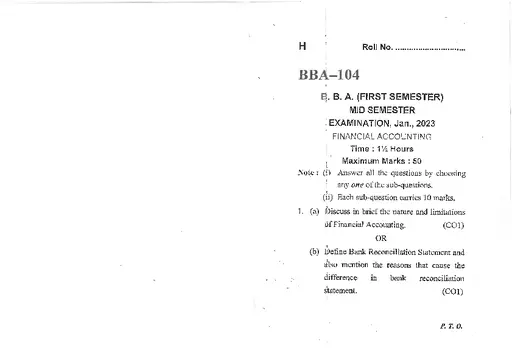 H Roll No. ..............................
BBA–104
B. B. A. (FIRST SEMESTER)
MID SEMESTER
EXAMINATION, Jan., 2023
FINANCIAL ACCOUNTING
Time : 1½ Hours
Maximum Marks : 50
Note : (i) Answer all the questions by choosing
any one of the sub-questions.
(ii) Each sub-question carries 10 marks.
1. (a) Discuss in brief the nature and limitations
of Financial Accounting. (CO1)
OR
(b) Define Bank Reconciliation Statement and
also mention the reasons that cause the
difference in bank reconciliation
statement. (CO1)
P. T. O.